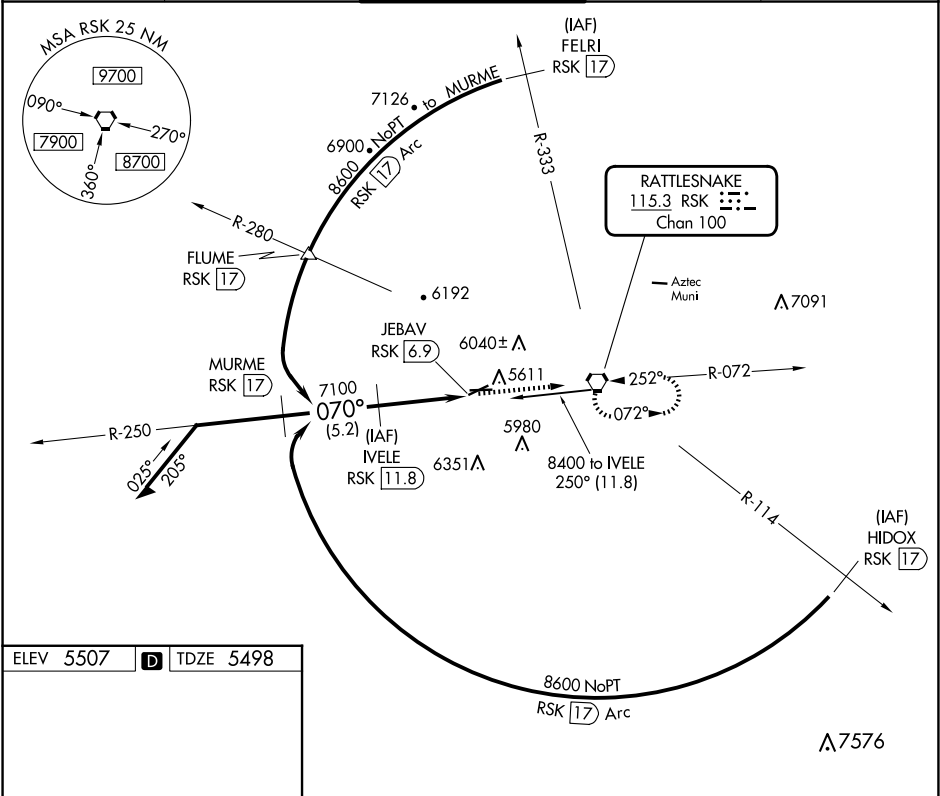 MSA RSK 25 NM
9700
090°
270°
7900
8700
360°
(IAF)
FELRI
RSK 17
7126
to MURME
6900
NoPT
8600
RSK 17 Arc
R-333
RATTLESNAKE
115.3 RSK
Chan 100
R-280
FLUME
RSK 17
6192
Aztec
Muni
7091
JEBAV
RSK 6.9
6040±
5611
MURME
RSK 17
7100
070°
(5.2)
252°
R-072
072°
R-250
(IAF)
IVELE
RSK 11.8
6351
5980
8400 to IVELE
250° (11.8)
025°
205°
R-114
(IAF)
HIDOX
RSK 17
ELEV 5507 D TDZE 5498
8600 NoPT
RSK 17 Arc
7576